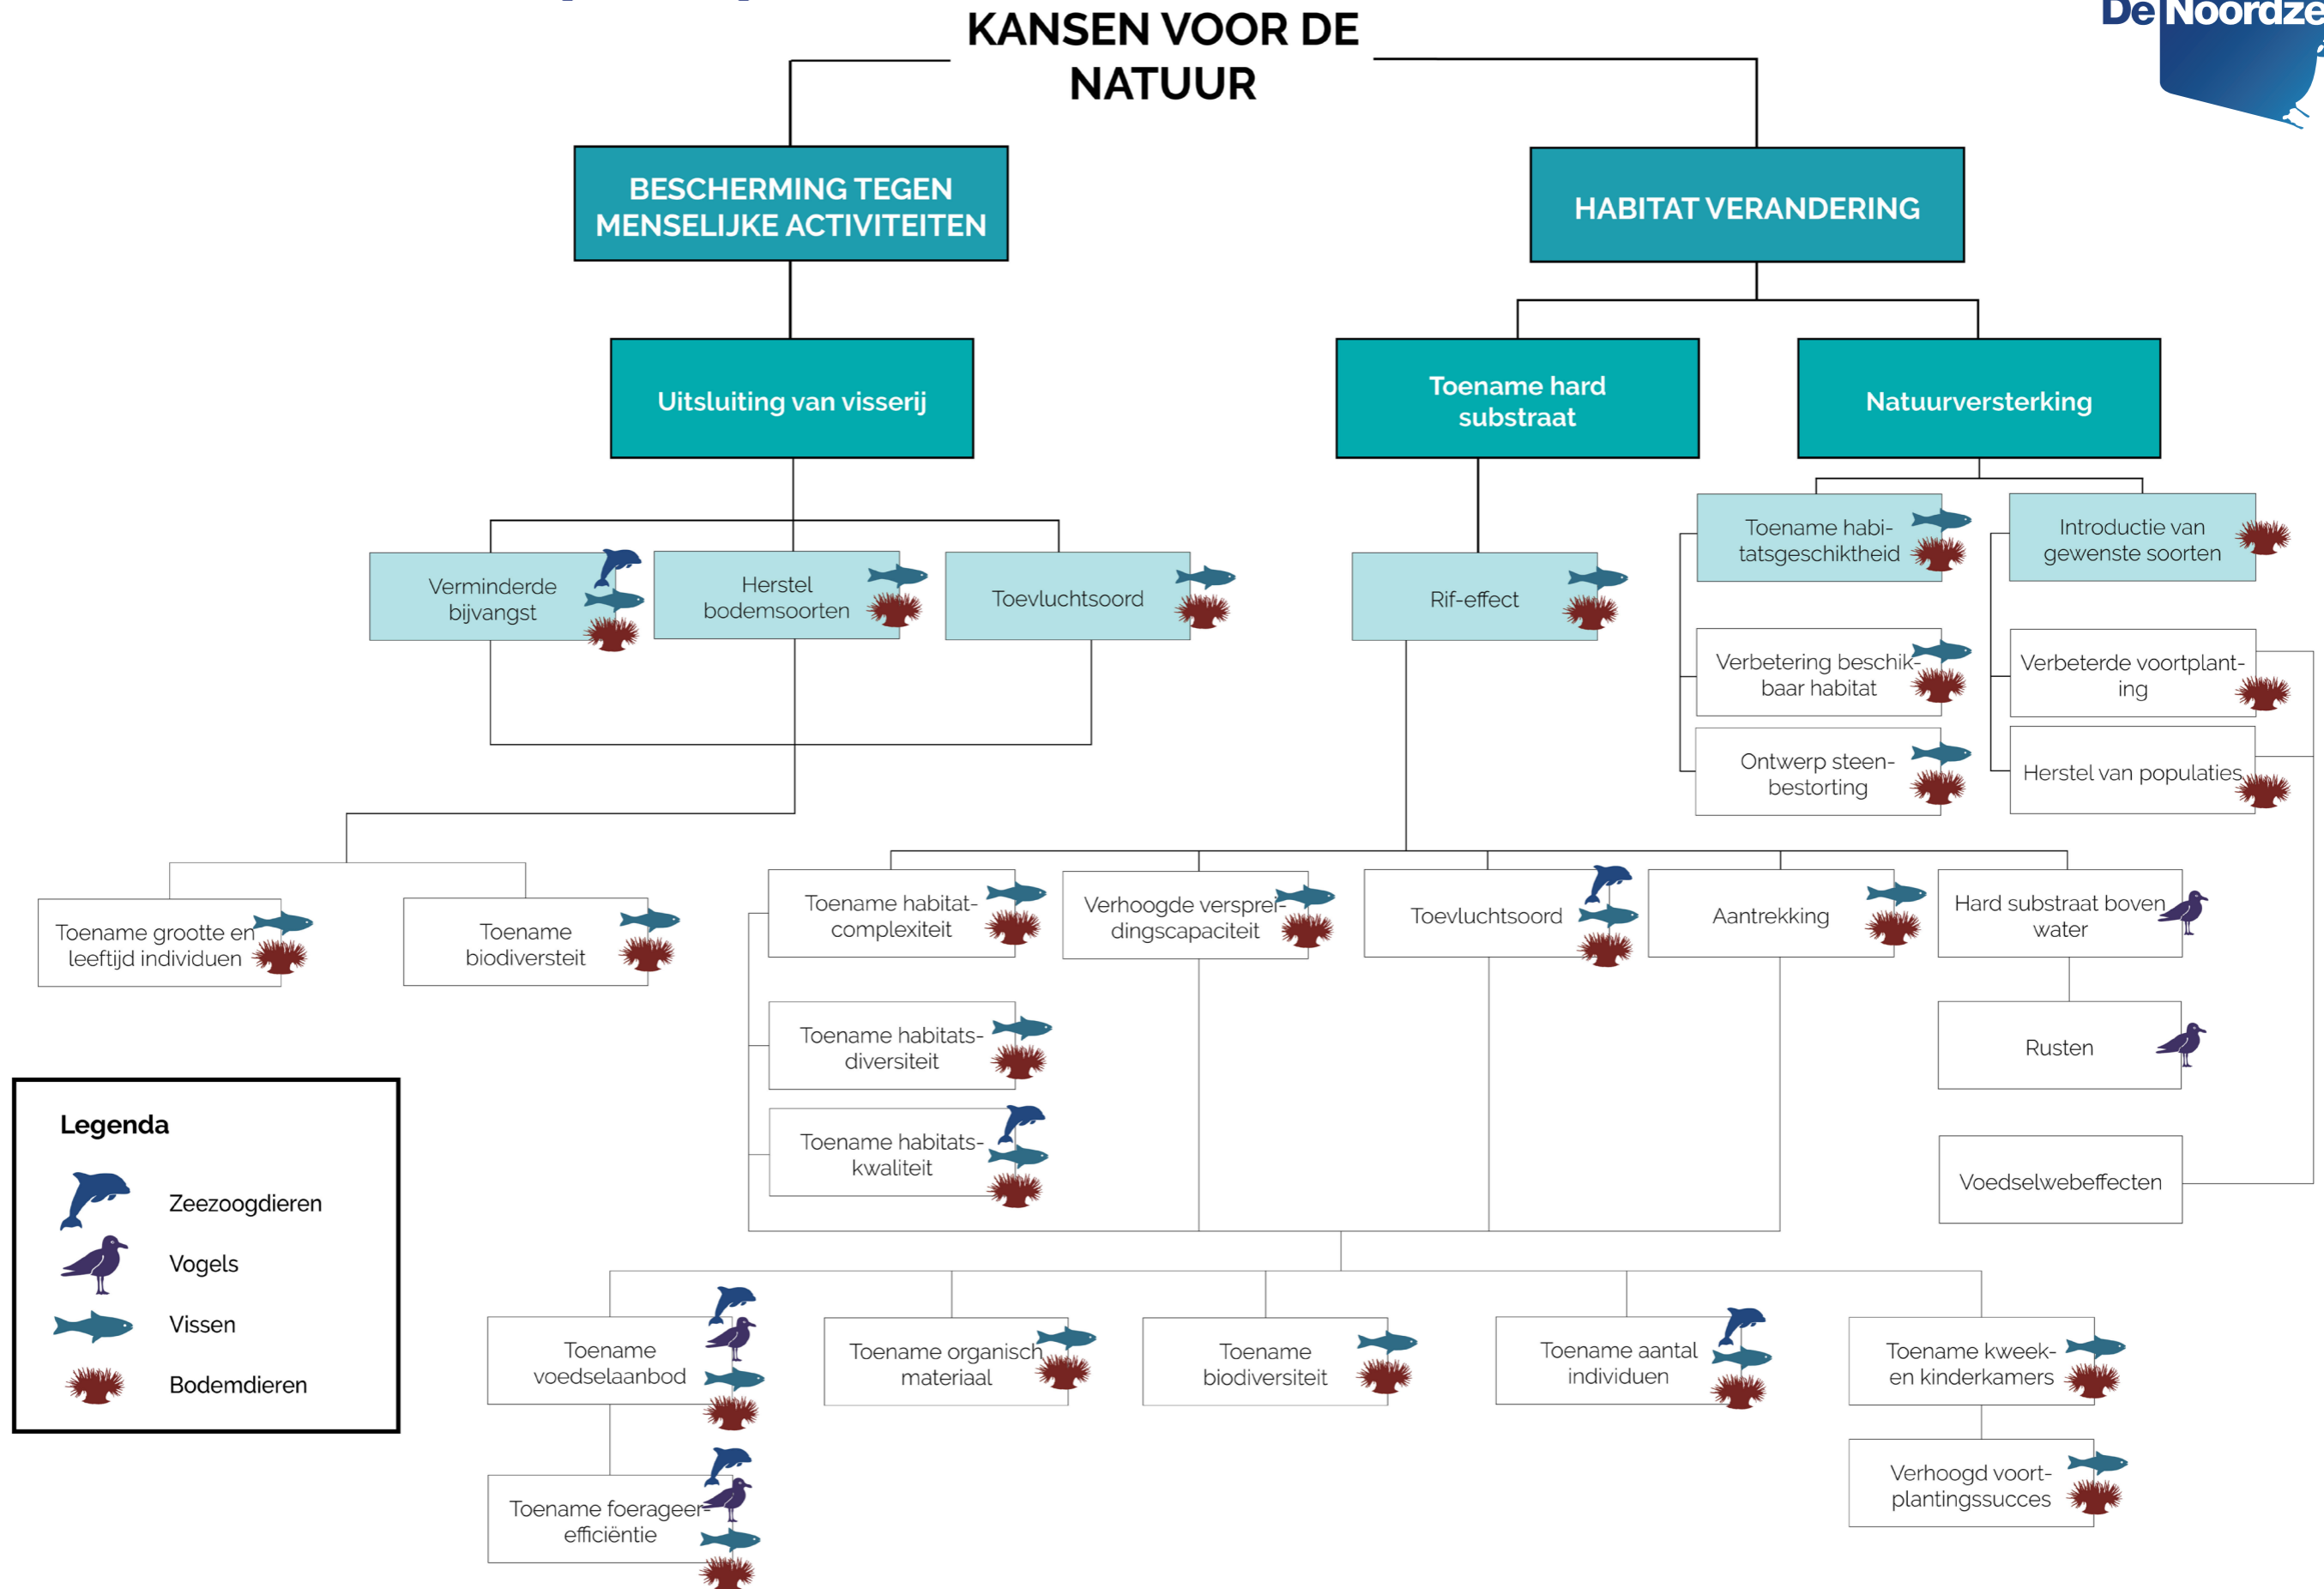 De Noordze
KANSEN VOOR DE
NATUUR
BESCHERMING TEGEN
MENSELIJKE ACTIVITEITEN
HABITAT VERANDERING
Uitsluiting van visserij
Toename hard
substraat
Natuurversterking
Toename habi-
tatsgeschiktheid
Introductie van
gewenste soorten
Verminderde
bijvangst
Herstel
bodemsoorten
Toevluchtsoord
Rif-effect
Verbetering beschik-
baar habitat
Verbeterde voortplant-
ing
Ontwerp steen-
bestorting
Herstel van populaties
Toename grootte en
leeftijd individuen
Toename
biodiversteit
Toename habitat-
complexiteit
Verhoogde versprei-
dingscapaciteit
Toevluchtsoord
Aantrekking
Hard substraat boven
water
Toename habitats-
diversiteit
Rusten
Toename habitats-
kwaliteit
Voedselwebeffecten
Legenda
Zeezoogdieren
Vogels
Vissen
Bodemdieren
Toename
voedselaanbod
Toename organisch
materiaal
Toename
biodiversiteit
Toename aantal
individuen
Toename kweek-
en kinderkamers
Toename foerageer-
efficiëntie
Verhoogd voort-
plantingssucces